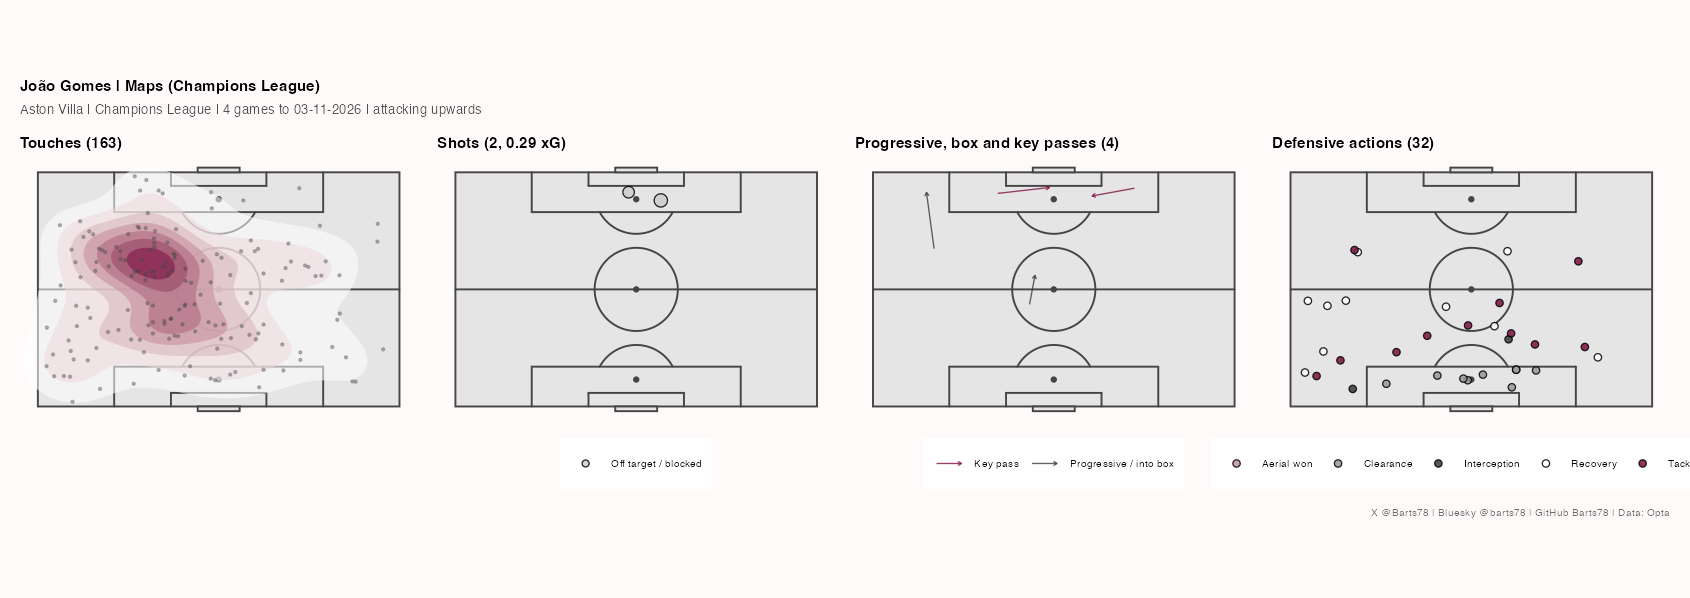 João Gomes | Maps (Champions League)
Aston Villa | Champions League | 4 games to 03-11-2026 | attacking upwards
Touches (163)
Shots (2, 0.29 xG)
Progressive, box and key passes (4)
Defensive actions (32)
Off target / blocked
Key pass
Progressive / into box
Aerial won
Clearance
Interception
Recovery
Tack
X @Barts78 | Bluesky @barts78 | GitHub Barts78 | Data: Opta